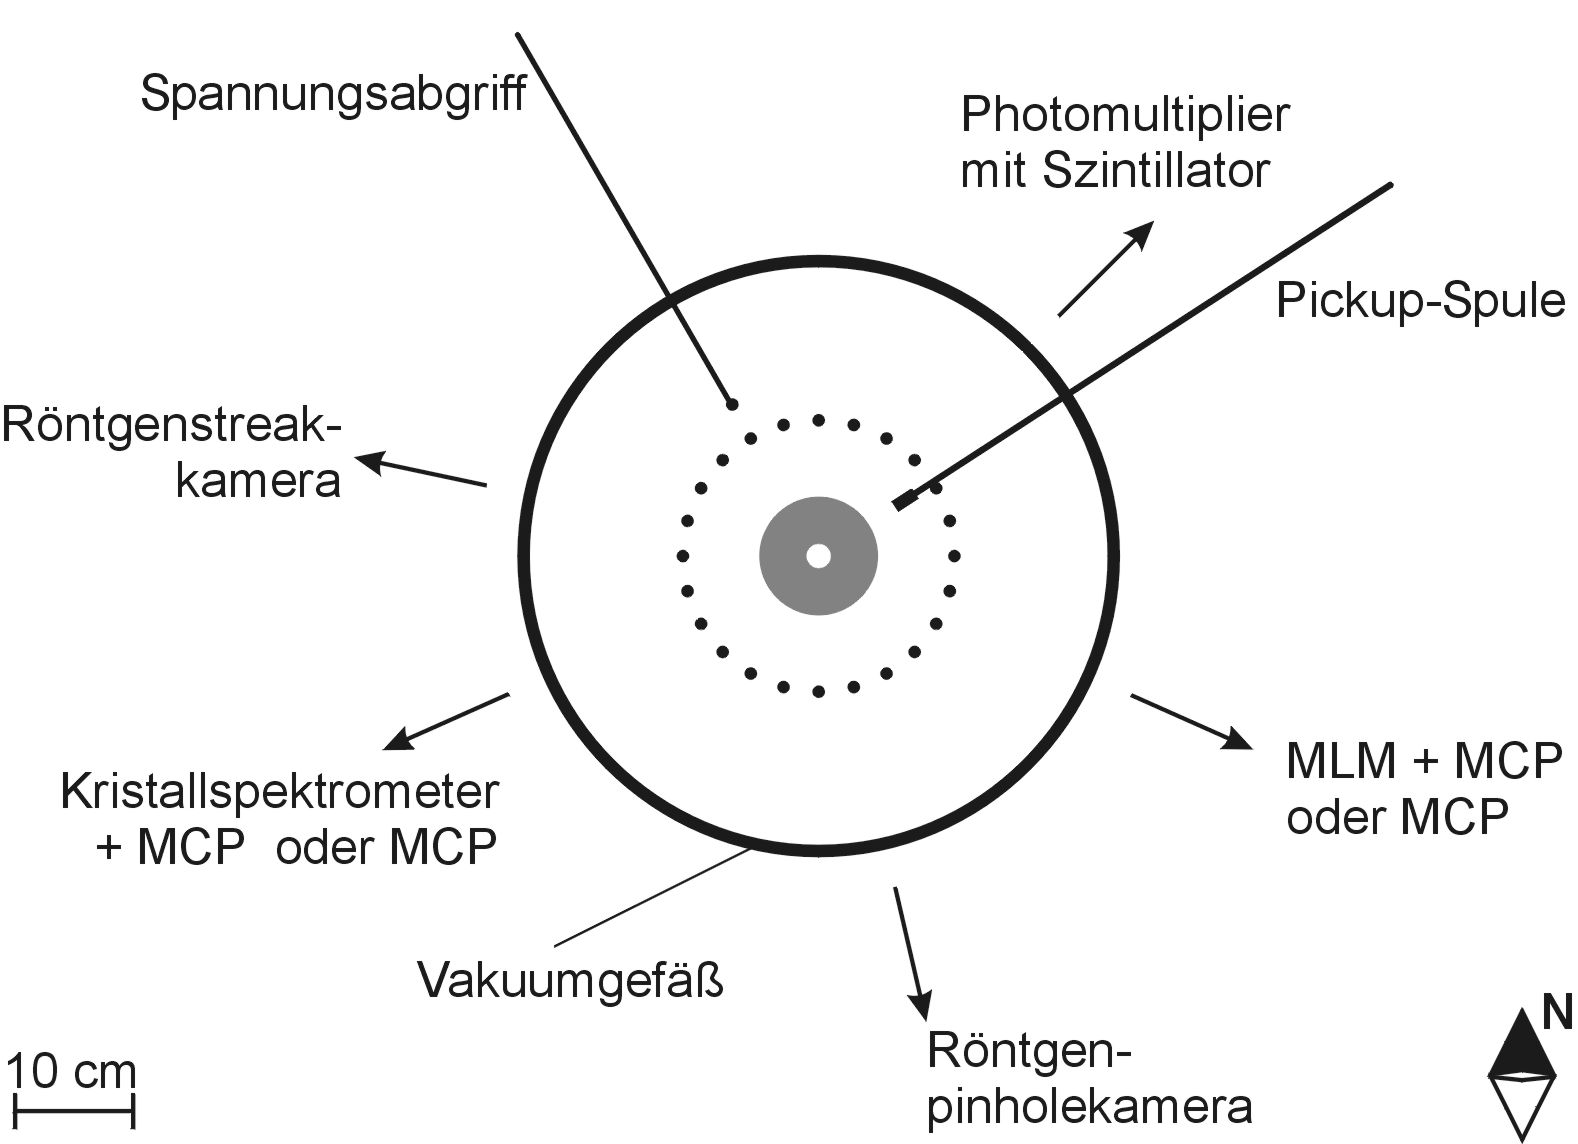 Spannungsabgriff
Photomultiplier
mit Szintillator
Pickup-Spule
Röntgenstreak-
kamera
Kristallspektrometer
+ MCP oder MCP
MLM + MCP
oder MCP
Vakuumgefäß
Röntgen-
pinholekamera
10 cm
N